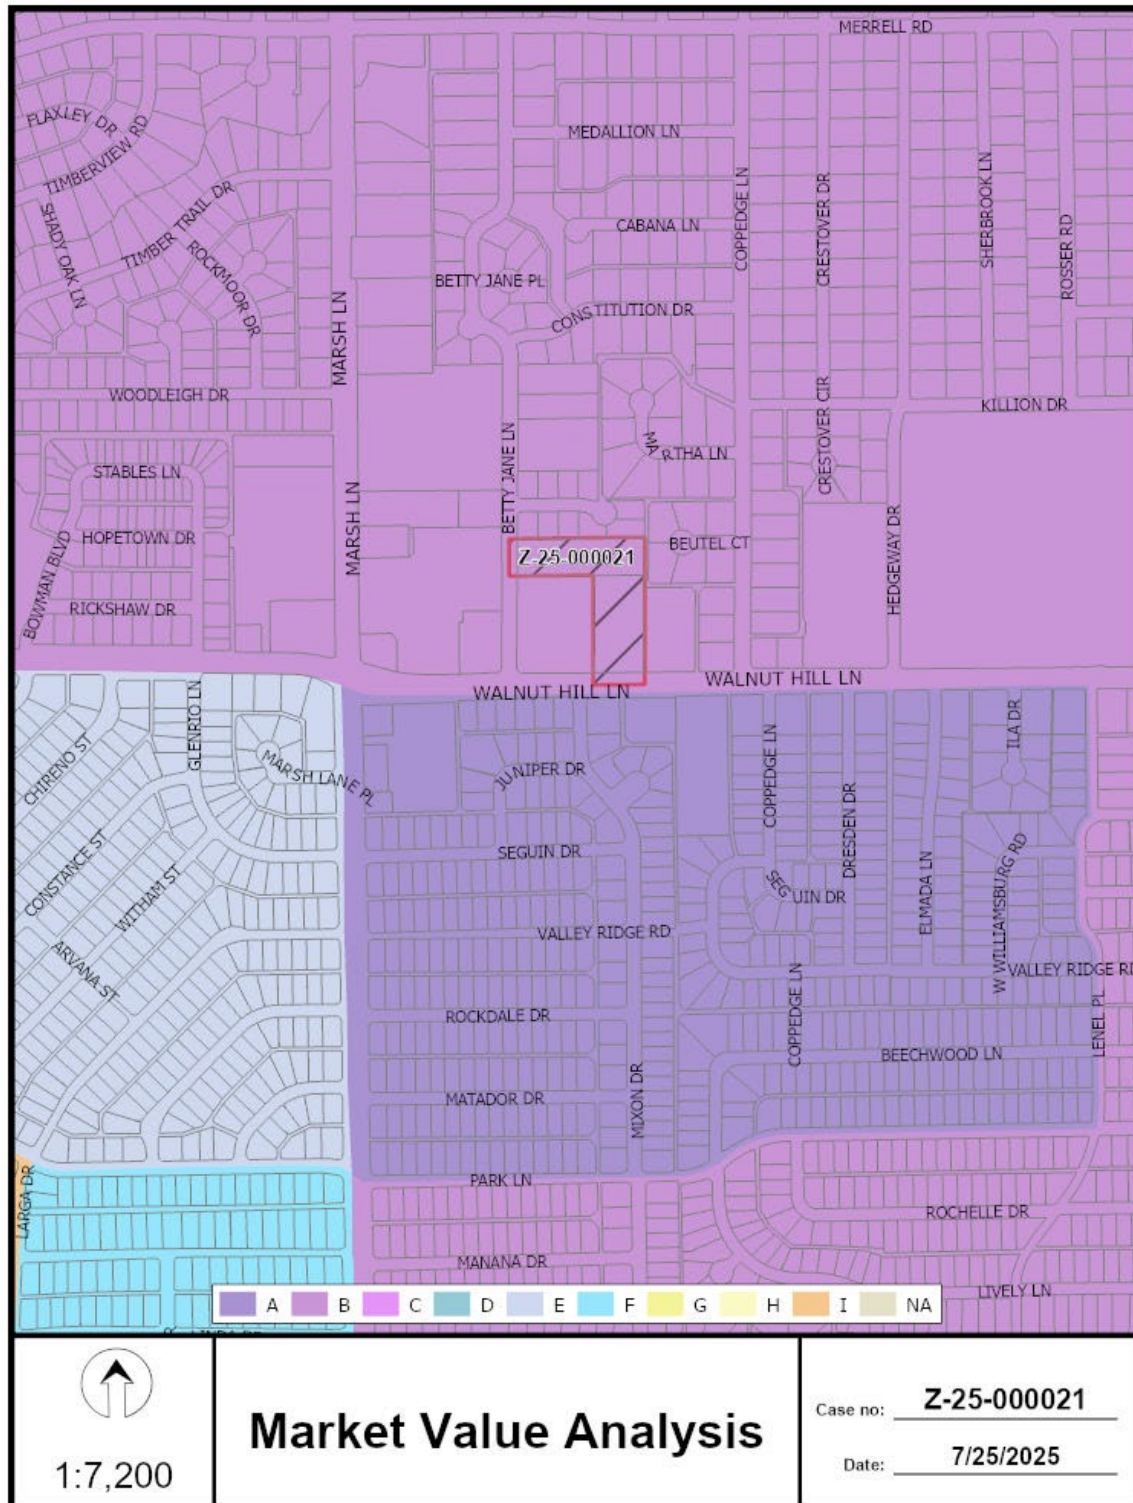 MERRELL RD
FLAXLEY DR
TIMBERVIEW RD
MEDALLION LN
COPPEDGE LN
CRESTOVER DR
SHERBROOK LN
ROSSER RD
SHADY OAK LN
TIMBER TRAIL DR
ROCKMOOR DR
CABANA LN
BETTY JANE PL
CONSTITUTION DR
MARSH LN
WOODLEIGH DR
CRESTOVER CIR
KILLION DR
BETTY JANE LN
MARTHA LN
STABLES LN
MARSH LN
HOPETOWN DR
BOWMAN BLVD
RICKSHAW DR
Z-25-000021
BEUTEL CT
HEDGEWAY DR
WALNUT HILL LN
WALNUT HILL LN
GLENRIO LN
CHIRENO ST
MARSH LANE PL
JUNIPER DR
COPPEDGE LN
ILA DR
DRESDEN DR
SEGUIN DR
CONSTANCE ST
WITHAM ST
SEGUIN DR
ELMADA LN
W WILLIAMSBURG RD
ARVANA ST
VALLEY RIDGE RD
VALLEY RIDGE RD
COPPEDGE LN
LENEL PL
ROCKDALE DR
BEECHWOOD LN
MATADOR DR
MIXON DR
PARK LN
LARGA DR
ROCHELLE DR
MANANA DR
LIVELY LN
A B C D E F G H I NA
1:7,200
Market Value Analysis
Case no: Z-25-000021
Date: 7/25/2025